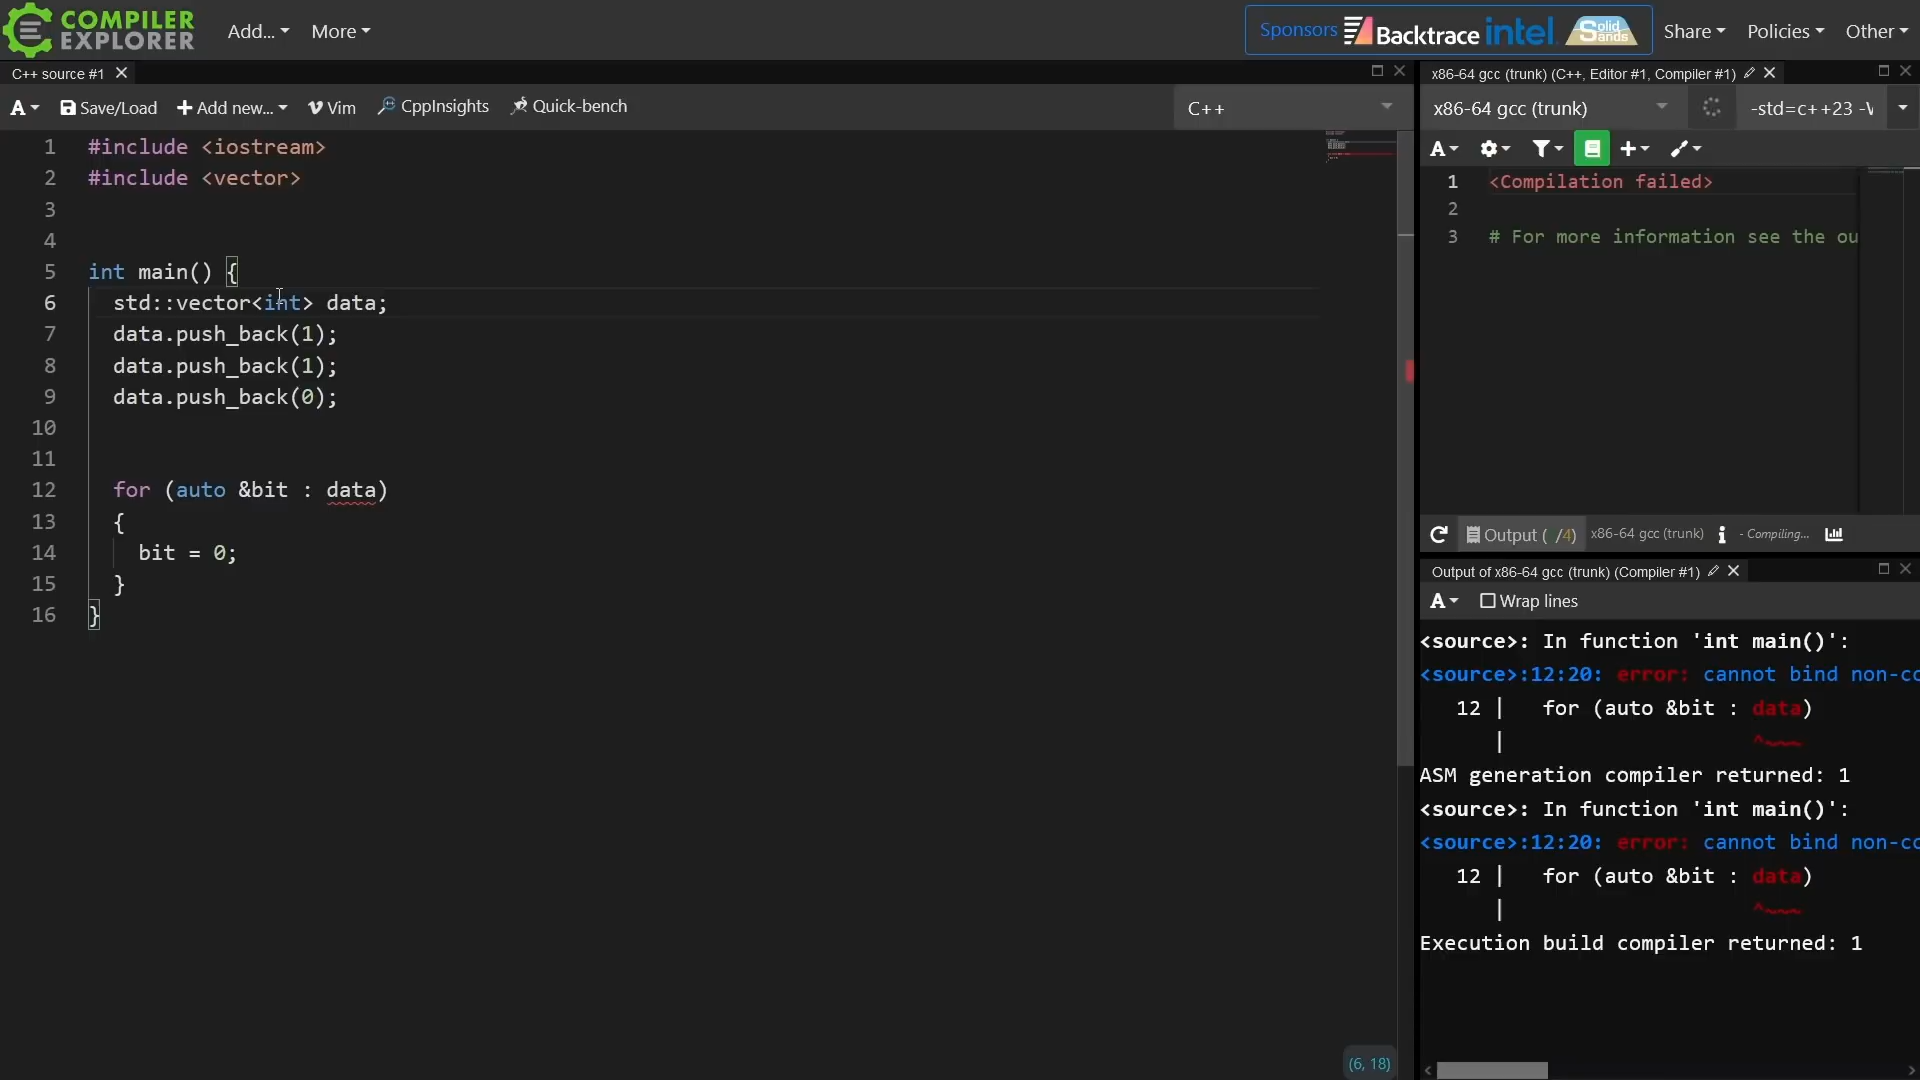 COMPILER
EXPLORER
Add...
More
Sponsors
Backtrace
intel
Solid
Sands
Share
Policies
Other
C++ source #1
A
Save/Load
Add new...
Vim
CppInsights
Quick-bench
C++
1 #include <iostream>
2 #include <vector>
3
4
5 int main() {
6 std::vector<int> data;
7 data.push_back(1);
8 data.push_back(1);
9 data.push_back(0);
10
11
12 for (auto &bit : data)
13 {
14 bit = 0;
15 }
16 }
(6, 18)
x86-64 gcc (trunk) (C++, Editor #1, Compiler #1)
x86-64 gcc (trunk)
-std=c++23
A
1 <Compilation failed>
2
3 # For more information see the ou
Output ( /4)
x86-64 gcc (trunk)
- Compiling...
Output of x86-64 gcc (trunk) (Compiler #1)
A
Wrap lines
<source>: In function 'int main()':
<source>:12:20: error: cannot bind non-co
12 | for (auto &bit : data)
| ^~~~
ASM generation compiler returned: 1
<source>: In function 'int main()':
<source>:12:20: error: cannot bind non-co
12 | for (auto &bit : data)
| ^~~~
Execution build compiler returned: 1